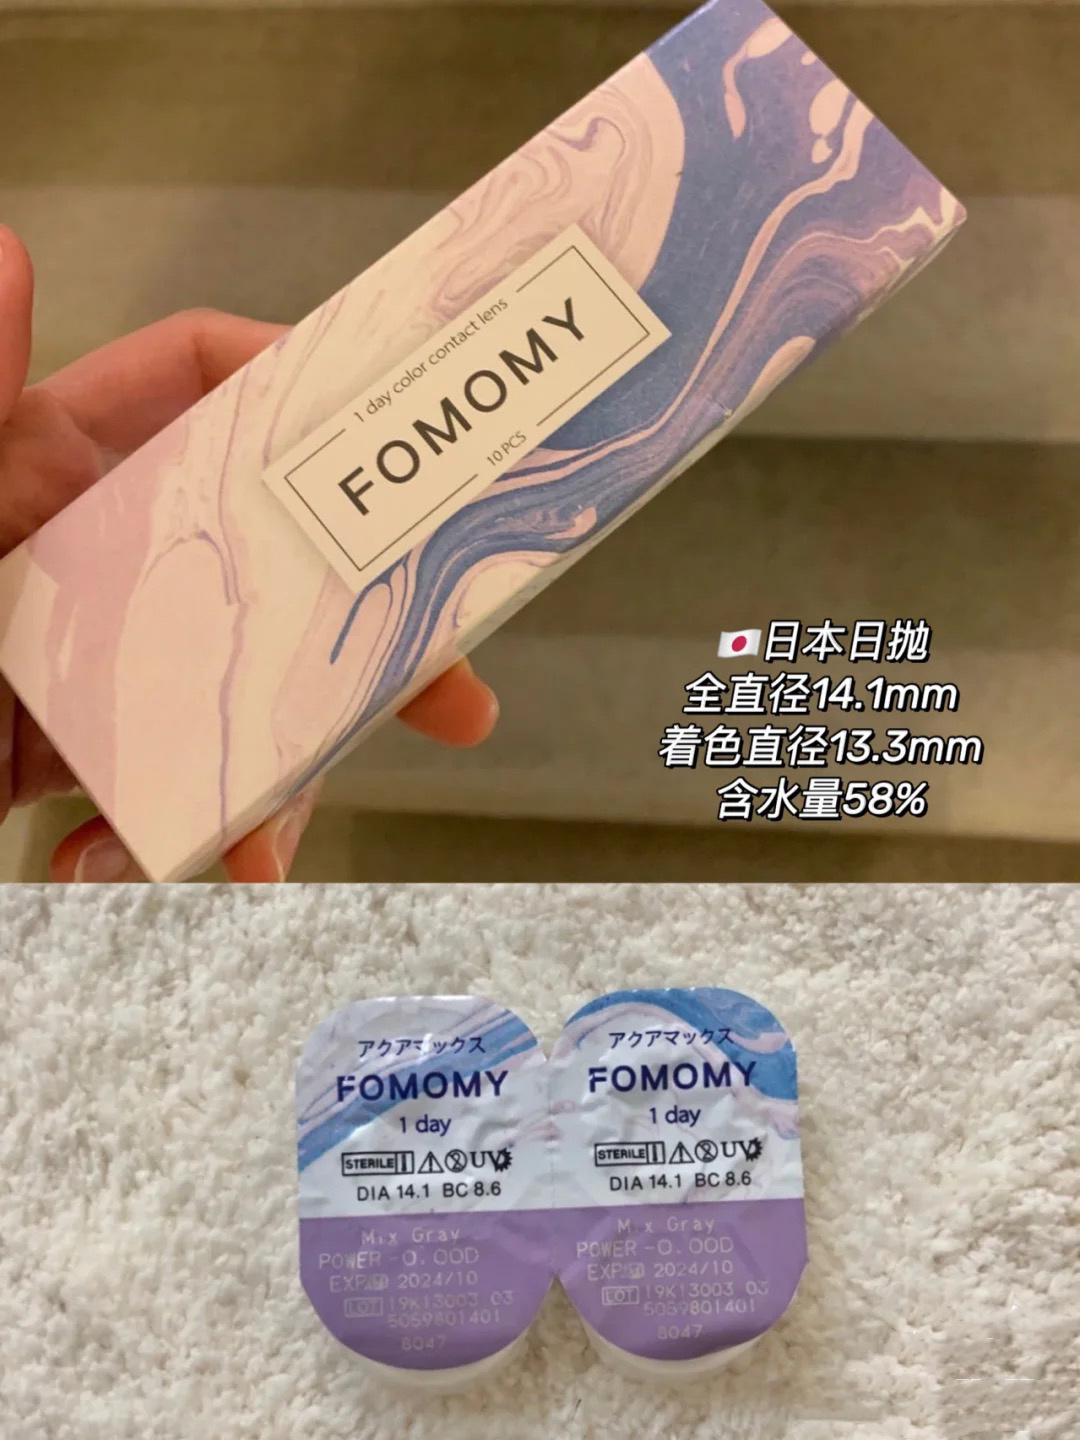 1 day color contact lens
FOMOMY
10 PCS
🇯🇵日本日抛
全直径14.1mm
着色直径13.3mm
含水量58%
アクアマックス
FOMOMY
1 day
STERILE UV
DIA 14.1 BC 8.6
Mix Gray
POWER -0.00D
EXP 2024/10
LOT 19K13003 03
5059801401
8047
アクアマックス
FOMOMY
1 day
STERILE UV
DIA 14.1 BC 8.6
Mix Gray
POWER -0.00D
EXP 2024/10
LOT 19K13003 03
5059801401
8047